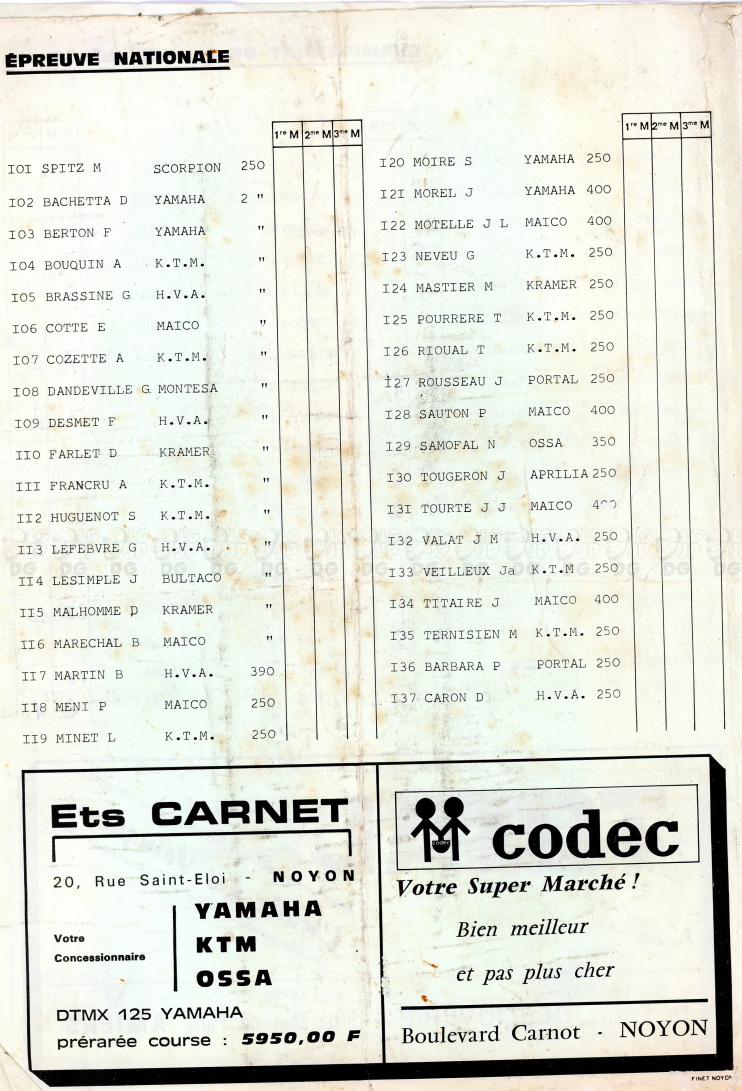 ÉPREUVE NATIONALE
1re M 2me M 3me M
IOI SPITZ M SCORPION 250
IO2 BACHETTA D YAMAHA 2 "
IO3 BERTON F YAMAHA "
IO4 BOUQUIN A K.T.M. "
IO5 BRASSINE G H.V.A. "
IO6 COTTE E MAICO "
IO7 COZETTE A K.T.M. "
IO8 DANDEVILLE G MONTESA "
IO9 DESMET F H.V.A. "
IIO FARLET D KRAMER "
III FRANCRU A K.T.M. "
II2 HUGUENOT S K.T.M. "
II3 LEFEBVRE G H.V.A. "
II4 LESIMPLE J BULTACO "
II5 MALHOMME D KRAMER "
II6 MARECHAL B MAICO "
II7 MARTIN B H.V.A. 390
II8 MENI P MAICO 250
II9 MINET L K.T.M. 250
1re M 2me M 3me M
I2O MOIRE S YAMAHA 250
I2I MOREL J YAMAHA 400
I22 MOTELLE J L MAICO 400
I23 NEVEU G K.T.M. 250
I24 MASTIER M KRAMER 250
I25 POURRERE T K.T.M. 250
I26 RIOUAL T K.T.M. 250
I27 ROUSSEAU J PORTAL 250
I28 SAUTON P MAICO 400
I29 SAMOFAL N OSSA 350
I3O TOUGERON J APRILIA 250
I3I TOURTE J J MAICO
I32 VALAT J M H.V.A. 250
I33 VEILLEUX Ja K.T.M 250
I34 TITAIRE J MAICO 400
I35 TERNISIEN M K.T.M. 250
I36 BARBARA P PORTAL 250
I37 CARON D H.V.A. 250
Ets CARNET
20, Rue Saint-Eloi - NOYON
Votre Concessionnaire
YAMAHA
KTM
OSSA
DTMX 125 YAMAHA
prérarée course : 5950,00 F
codec
codec
Votre Super Marché !
Bien meilleur
et pas plus cher
Boulevard Carnot - NOYON
FINET NOYON